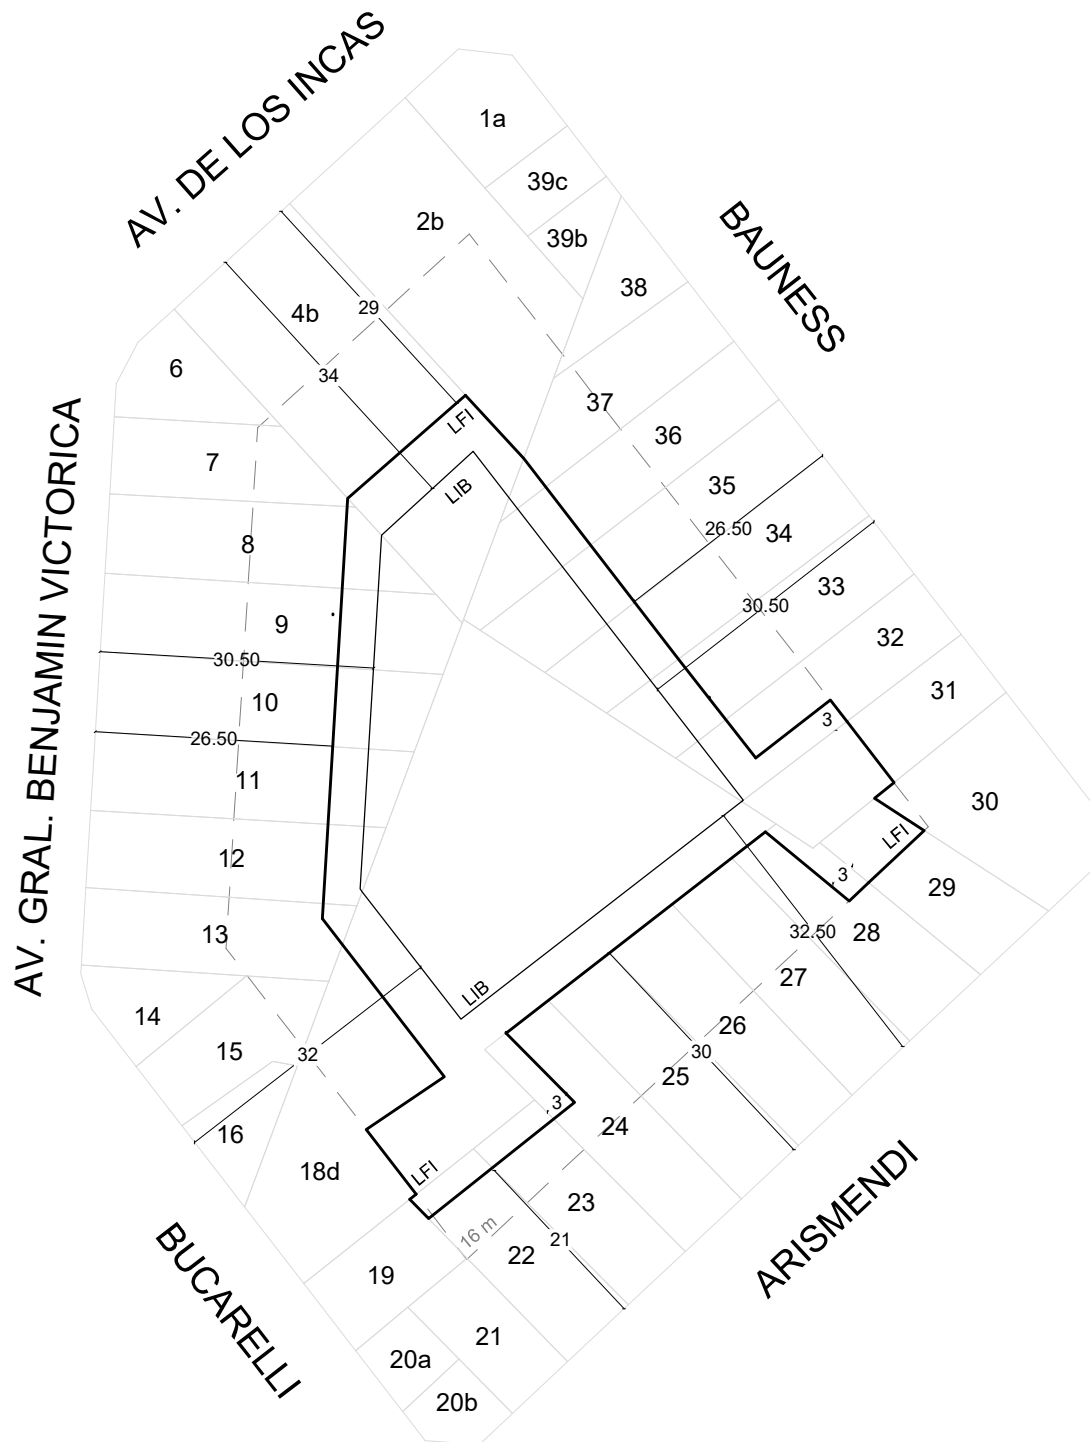 AV. DE LOS INCAS
1a
39c
39b
2b
38
BAUNESS
4b
29
34
6
37
36
35
26.50
34
30.50
33
32
31
30
LFI
LIB
7
8
9
30.50
10
26.50
11
12
13
AV. GRAL. BENJAMIN VICTORICA
3
LFI
3
29
28
32.50
27
26
30
25
24
LIB
14
15
32
16
18d
3
LFI
23
16 m
21
22
19
21
20a
20b
BUCARELLI
ARISMENDI